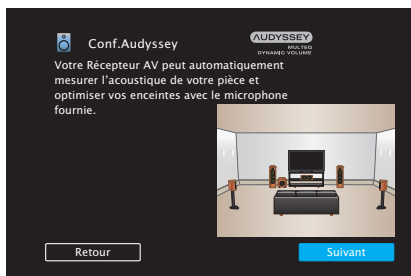 Conf.Audyssey
AUDYSSEY
MULTEQ
DYNAMIC VOLUME
Votre Récepteur AV peut automatiquement
mesurer l'acoustique de votre pièce et
optimiser vos enceintes avec le microphone
fournie.
Retour
Suivant